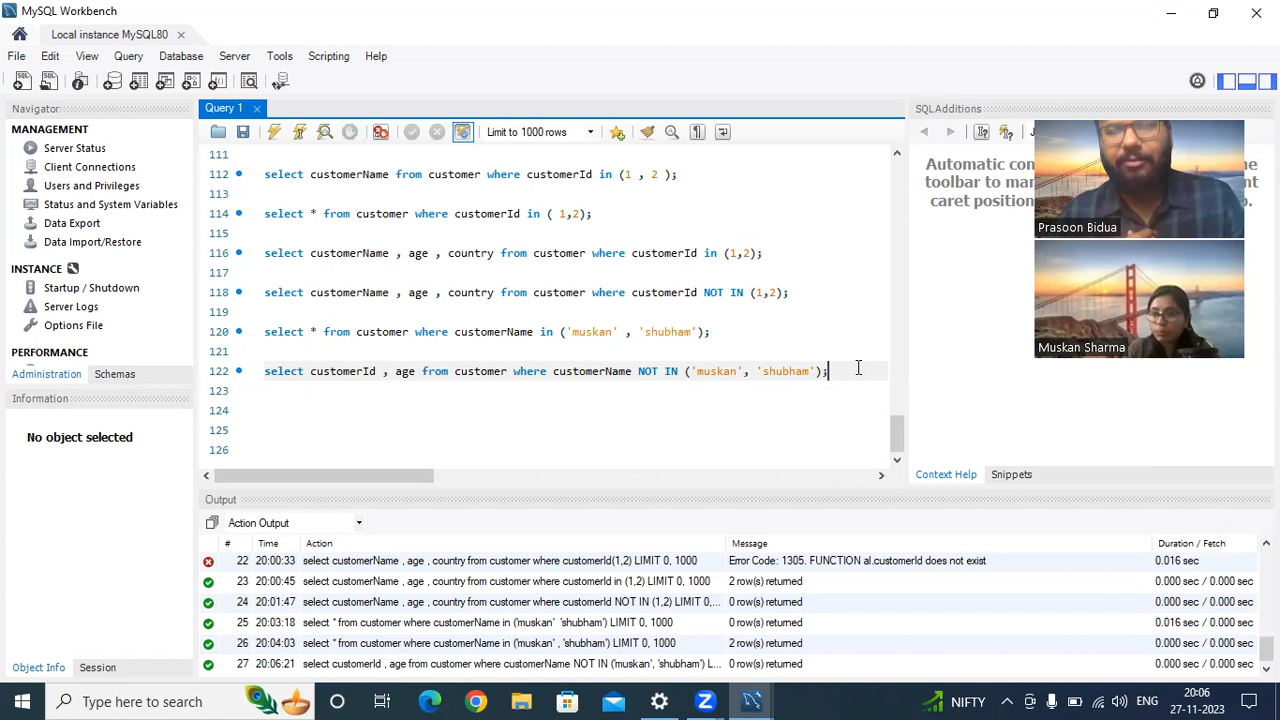 MySQL Workbench
Local instance MySQL80
File Edit View Query Database Server Tools Scripting Help
Navigator
MANAGEMENT
Server Status
Client Connections
Users and Privileges
Status and System Variables
Data Export
Data Import/Restore
INSTANCE
Startup / Shutdown
Server Logs
Options File
PERFORMANCE
Administration Schemas
Information
No object selected
Object Info Session
Query 1
Limit to 1000 rows
111
112 select customerName from customer where customerId in (1 , 2 );
113
114 select * from customer where customerId in ( 1,2);
115
116 select customerName , age , country from customer where customerId in (1,2);
117
118 select customerName , age , country from customer where customerId NOT IN (1,2);
119
120 select * from customer where customerName in ('muskan' , 'shubham');
121
122 select customerId , age from customer where customerName NOT IN ('muskan', 'shubham');
123
124
125
126
SQLAdditions
Automatic con
toolbar to mar
caret position
Prasoon Bidua
Muskan Sharma
Context Help Snippets
Output
Action Output
# Time Action Message Duration / Fetch
22 20:00:33 select customerName , age , country from customer where customerId(1,2) LIMIT 0, 1000 Error Code: 1305. FUNCTION al.customerId does not exist 0.016 sec
23 20:00:45 select customerName , age , country from customer where customerId in (1,2) LIMIT 0, 1000 2 row(s) returned 0.000 sec / 0.000 sec
24 20:01:47 select customerName , age , country from customer where customerId NOT IN (1,2) LIMIT 0,... 0 row(s) returned 0.000 sec / 0.000 sec
25 20:03:18 select * from customer where customerName in ('muskan' 'shubham') LIMIT 0, 1000 0 row(s) returned 0.016 sec / 0.000 sec
26 20:04:03 select * from customer where customerName in ('muskan' , 'shubham') LIMIT 0, 1000 2 row(s) returned 0.000 sec / 0.000 sec
27 20:06:21 select customerId , age from customer where customerName NOT IN ('muskan', 'shubham') L... 0 row(s) returned 0.000 sec / 0.000 sec
Type here to search
NIFTY
ENG
20:06
27-11-2023